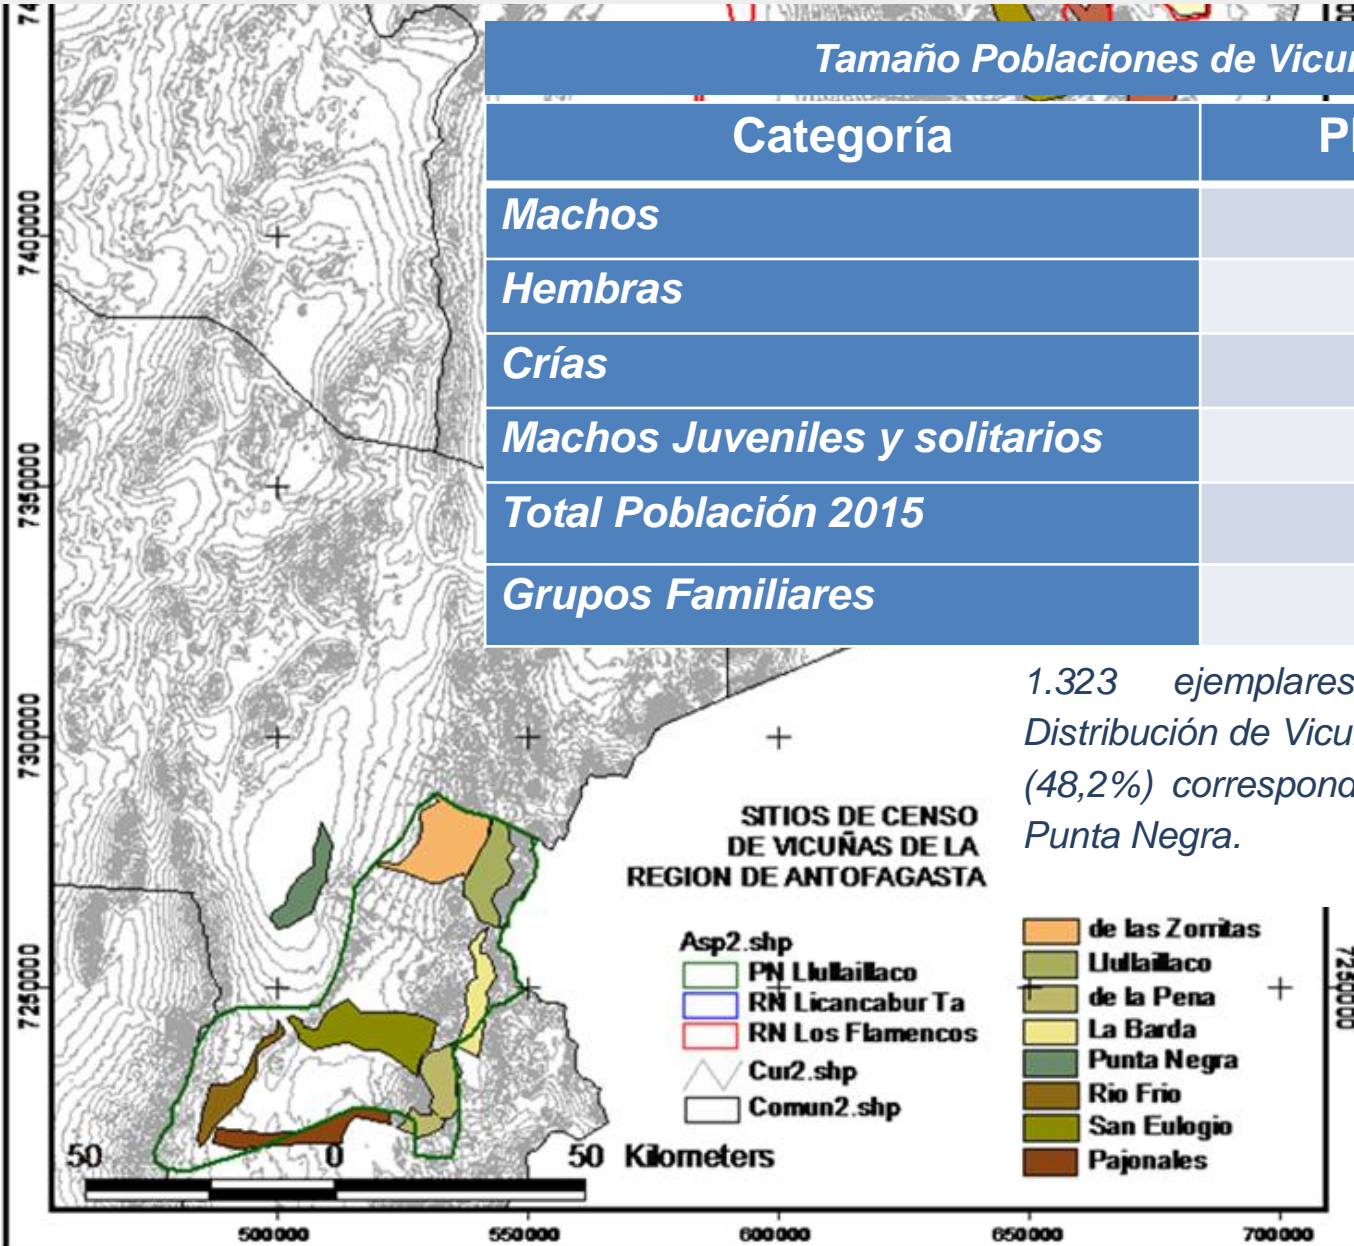 Tamaño Poblaciones de Vicu
Categoría
Machos
Hembras
Crías
Machos Juveniles y solitarios
Total Población 2015
Grupos Familiares
1.323 ejemplares
Distribución de Vicu
(48,2%) correspond
Punta Negra.
SITIOS DE CENSO
DE VICUÑAS DE LA
REGION DE ANTOFAGASTA
Asp2.shp
PN Llullaillaco
RN Licancabur Ta
RN Los Flamencos
Cur2.shp
Comun2.shp
de las Zorritas
Llullaillaco
de la Pena
La Barda
Punta Negra
Rio Frio
San Eulogio
Pajonales
50 0 50 Kilometers
7400000
7350000
7300000
7250000
7250000
500000 550000 600000 650000 700000